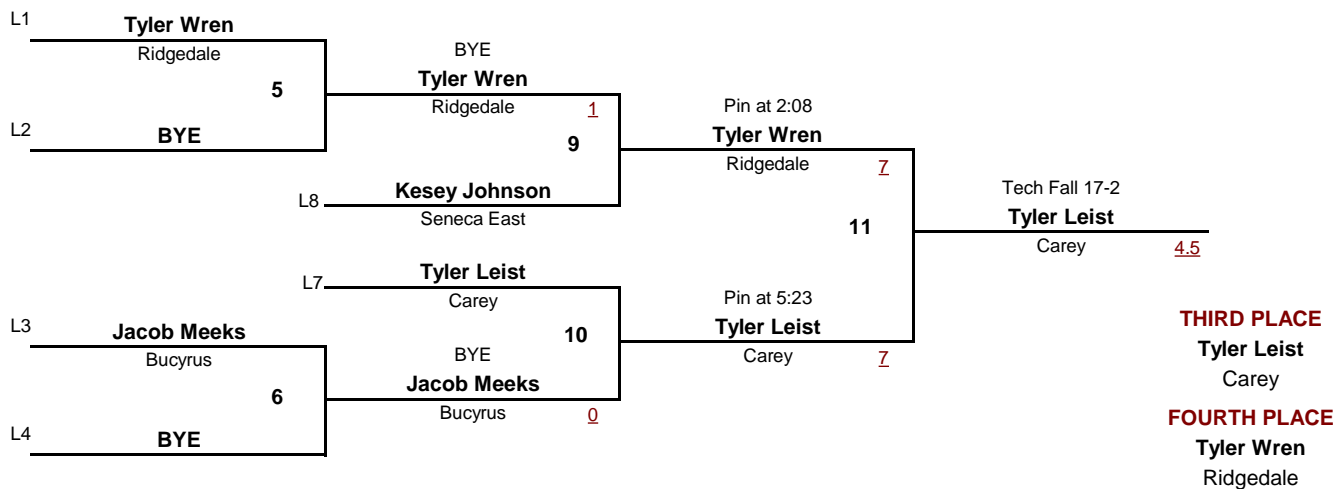 L1
Tyler Wren
Ridgedale
5
L2
BYE
BYE
Tyler Wren
Ridgedale
1
9
L8
Kesey Johnson
Seneca East
Pin at 2:08
Tyler Wren
Ridgedale
7
11
L7
Tyler Leist
Carey
10
L3
Jacob Meeks
Bucyrus
6
L4
BYE
BYE
Jacob Meeks
Bucyrus
0
Pin at 5:23
Tyler Leist
Carey
7
Tech Fall 17-2
Tyler Leist
Carey
4.5
THIRD PLACE
Tyler Leist
Carey
FOURTH PLACE
Tyler Wren
Ridgedale